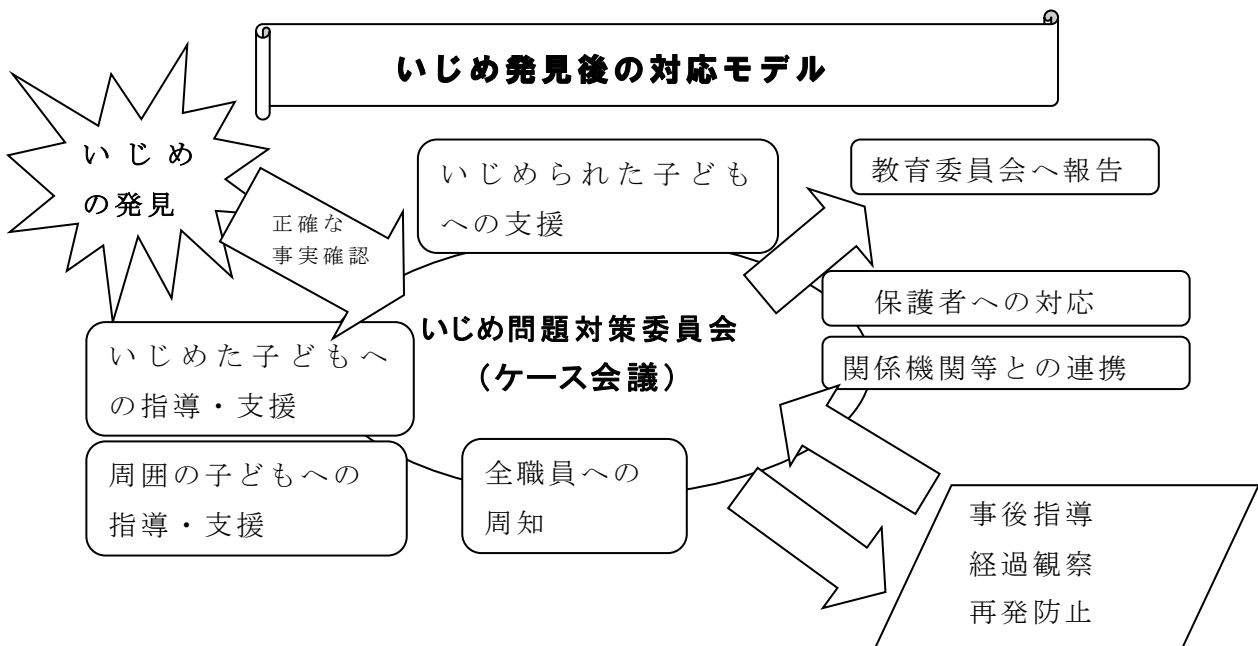 いじめ発見後の対応モデル
いじめ
の発見
正確な
事実確認
いじめられた子ども
への支援
教育委員会へ報告
保護者への対応
関係機関等との連携
いじめ問題対策委員会
（ケース会議）
いじめた子どもへ
の指導・支援
周囲の子どもへの
指導・支援
全職員への
周知
事後指導
経過観察
再発防止